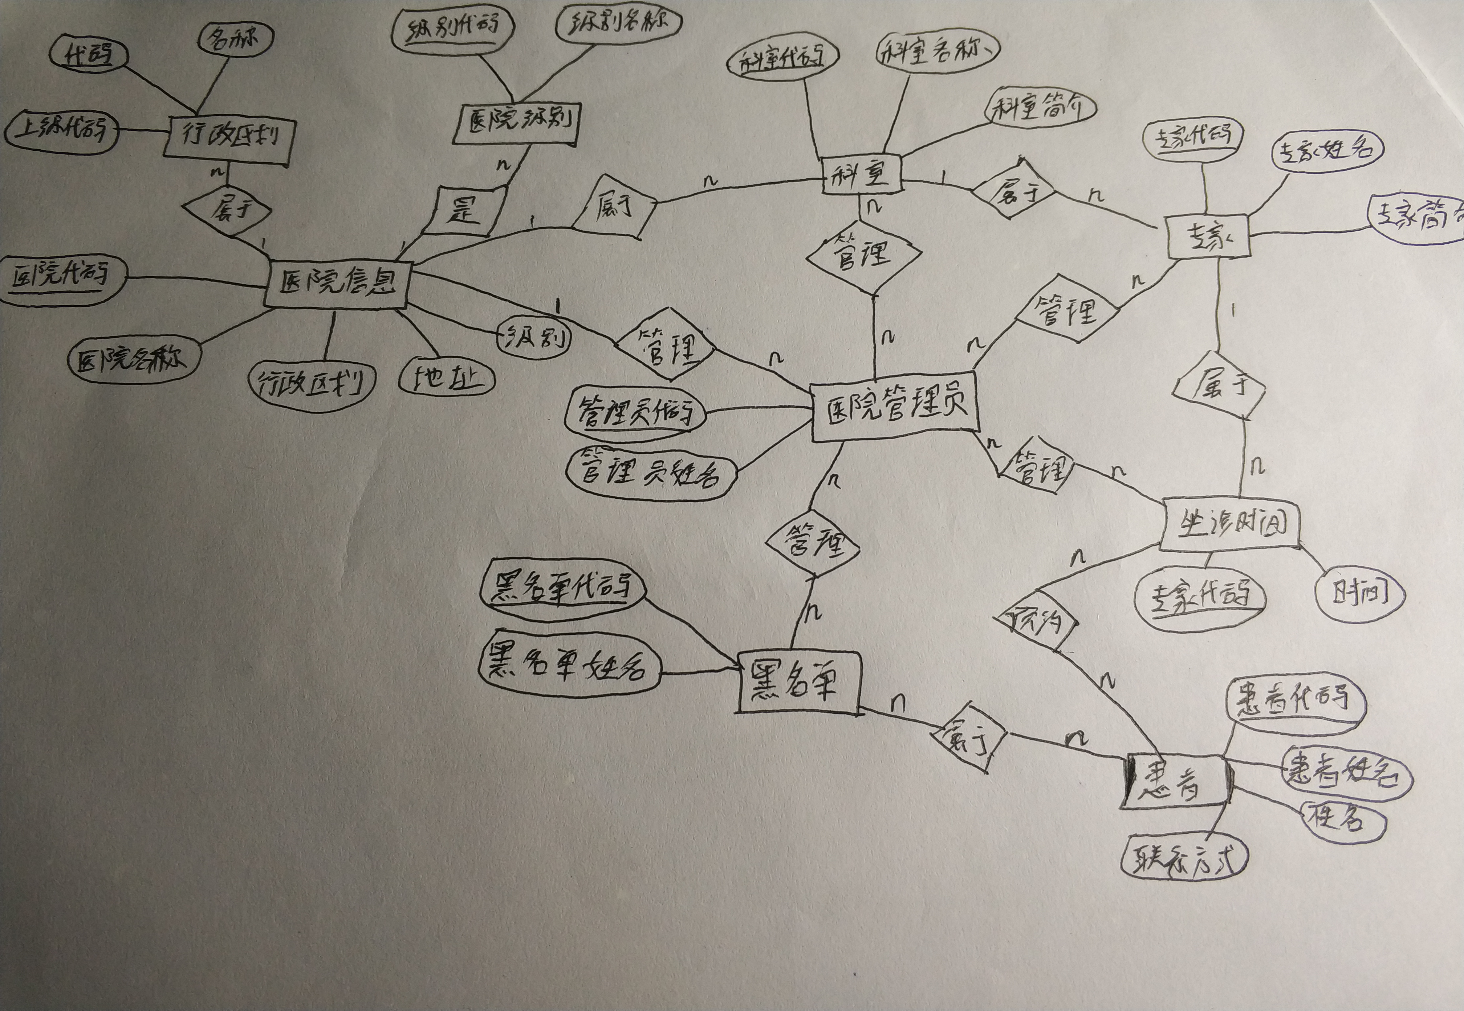 级别代码
级别名称
代码
名称
科室代码
科室名称
科室简介
上级代码
行政区划
医院级别
专家代码
专家姓名
n
n
科室
1
属于
n
属于
是
属于
n
n
专家简介
专家
1
1
1
管理
医院代码
医院信息
n
管理
n
1
1
级别
管理
n
n
n
医院名称
行政区划
地址
属于
管理员代码
医院管理员
管理员姓名
n
管理
n
n
n
坐诊时间
管理
n
黑名单代码
专家代码
时间
n
预约
黑名单姓名
黑名单
n
n
属于
n
患者代码
患者
患者姓名
姓名
联系方式